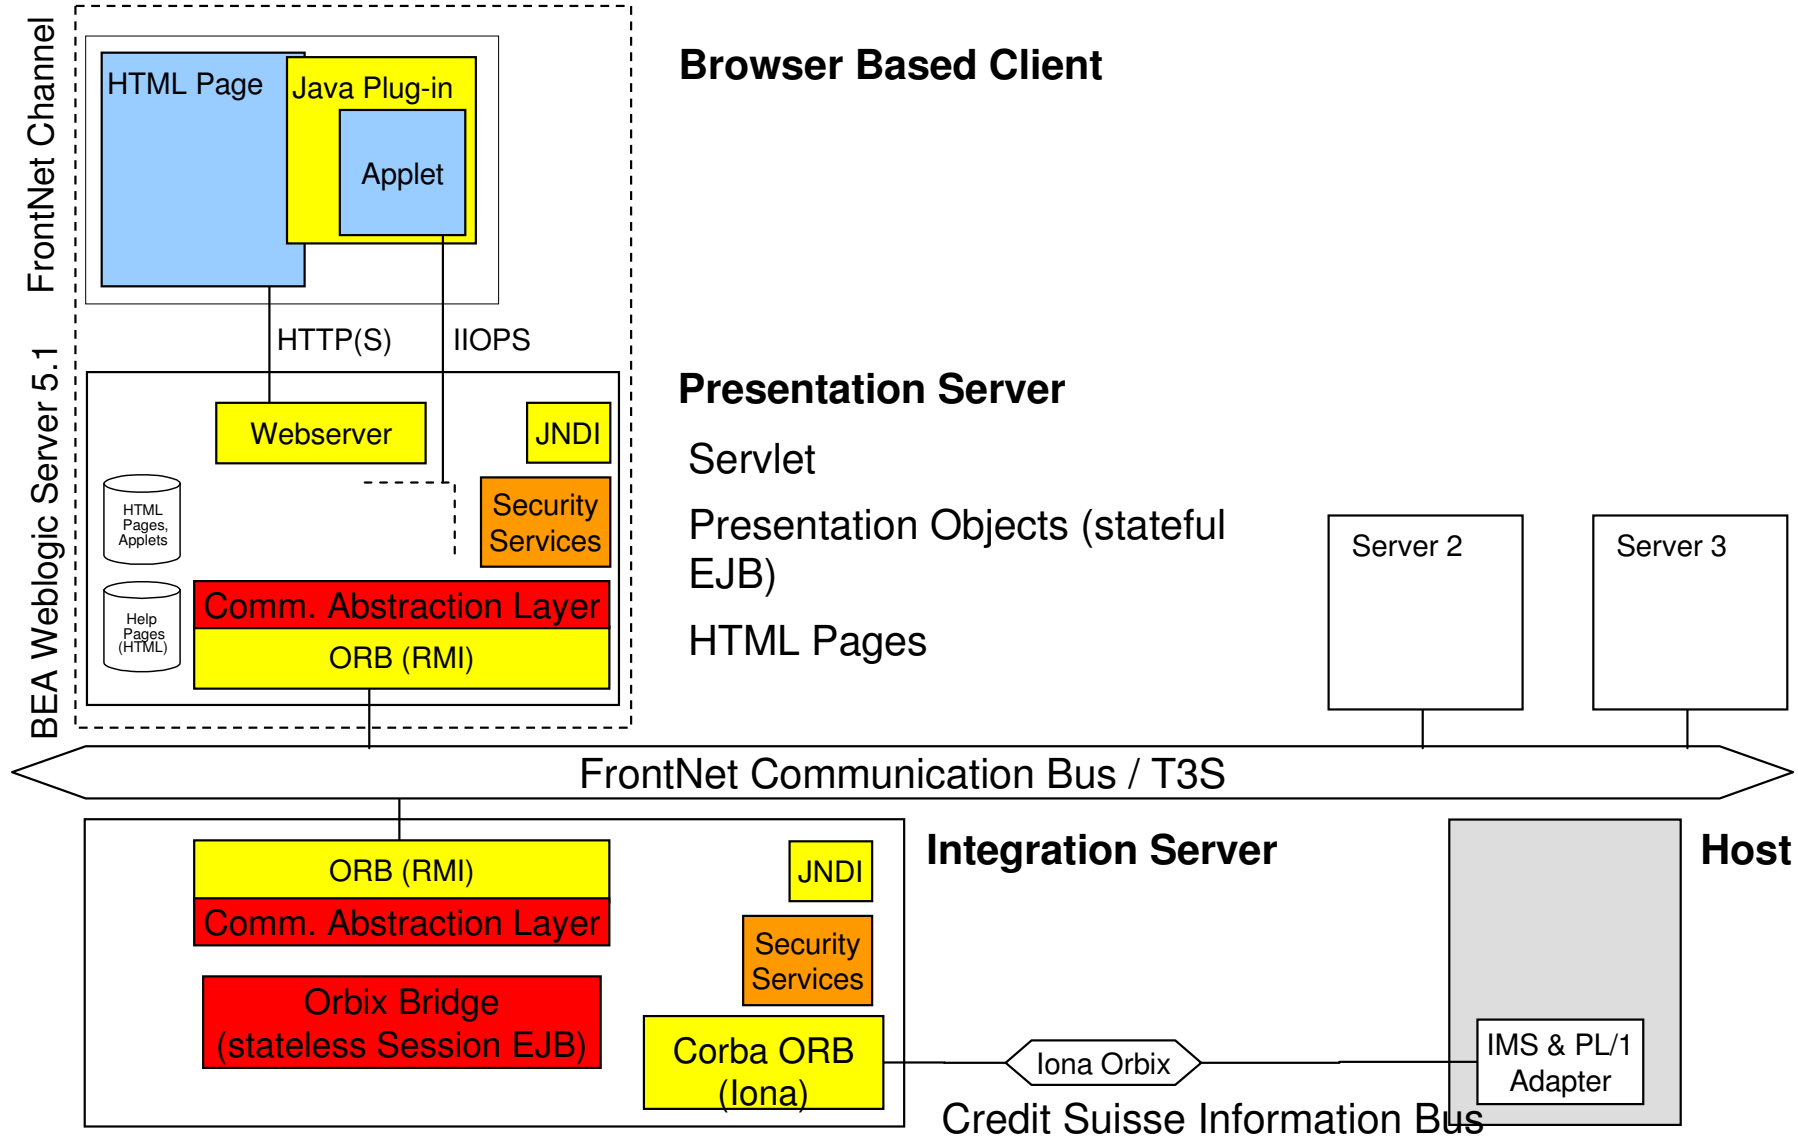 FrontNet Channel
HTML Page
Java Plug-in
Applet
Browser Based Client
HTTP(S)
IIOPS
BEA Weblogic Server 5.1
Webserver
JNDI
Security
Services
HTML
Pages,
Applets
Help
Pages
(HTML)
Comm. Abstraction Layer
ORB (RMI)
Presentation Server
Servlet
Presentation Objects (stateful
EJB)
HTML Pages
Server 2
Server 3
FrontNet Communication Bus / T3S
ORB (RMI)
Comm. Abstraction Layer
Orbix Bridge
(stateless Session EJB)
JNDI
Security
Services
Corba ORB
(Iona)
Integration Server
Iona Orbix
Credit Suisse Information Bus
Host
IMS & PL/1
Adapter